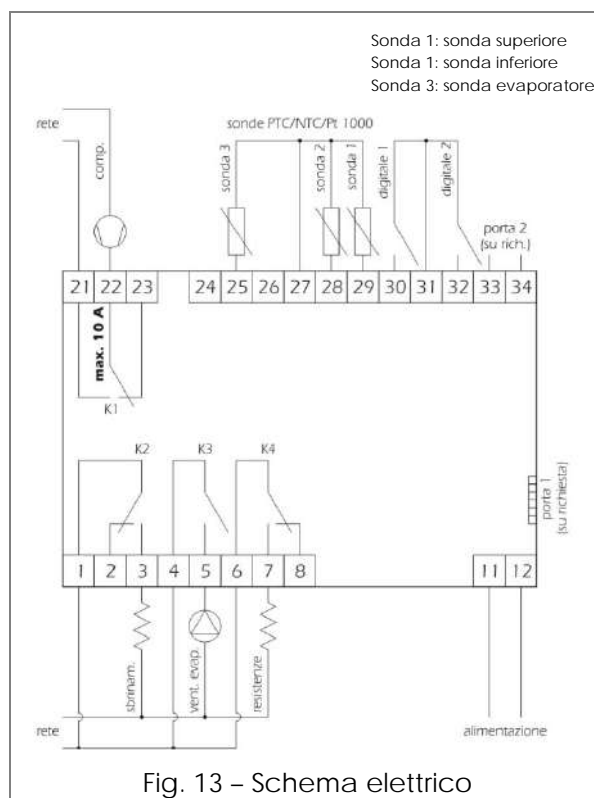 Sonda 1: sonda superiore
Sonda 1: sonda inferiore
Sonda 3: sonda evaporatore
rete
comp.
sonde PTC/NTC/Pt 1000
sonda 3
sonda 2
sonda 1
digitale 1
digitale 2
porta 2
(su rich.)
21 22 23 24 25 26 27 28 29 30 31 32 33 34
max. 10 A
K1
K2 K3 K4
porta 1
(su richiesta)
1 2 3 4 5 6 7 8 11 12
sbrinam.
vent. evap.
resistenze
rete
alimentazione
Fig. 13 – Schema elettrico